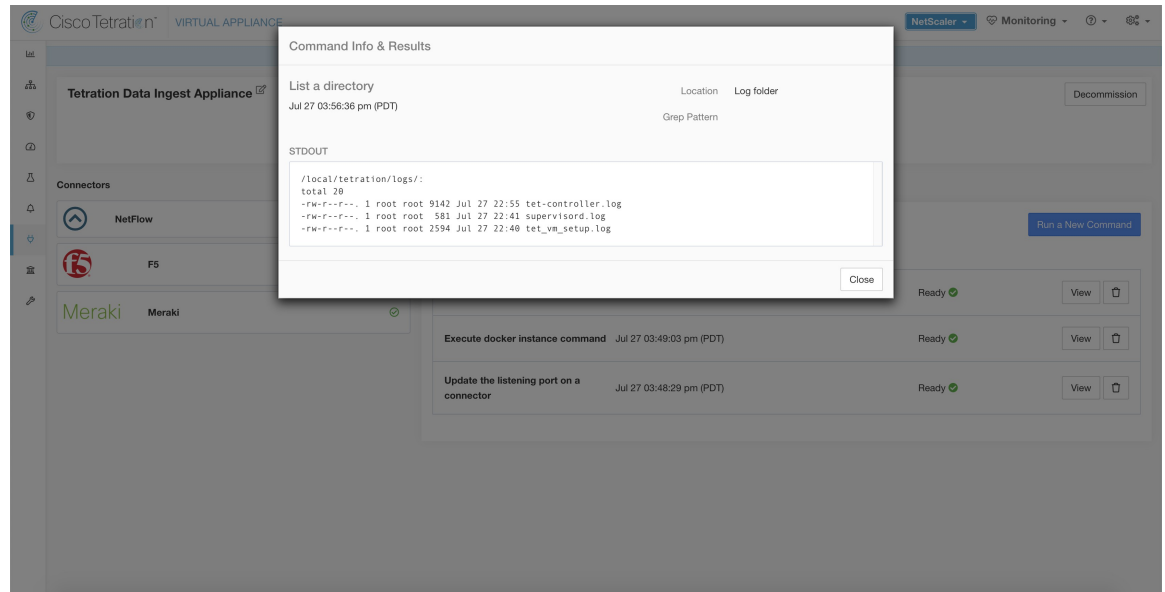 Cisco Tetration™ VIRTUAL APPLIANCE
NetScaler Monitoring
Tetration Data Ingest Appliance
Decommission
Command Info & Results
List a directory
Jul 27 03:56:36 pm (PDT)
Location Log folder
Grep Pattern
STDOUT
/local/tetration/logs/:
total 20
-rw-r--r--. 1 root root 9142 Jul 27 22:55 tet-controller.log
-rw-r--r--. 1 root root  581 Jul 27 22:41 supervisord.log
-rw-r--r--. 1 root root 2594 Jul 27 22:40 tet_vm_setup.log
Close
Connectors
NetFlow
f5 F5
Meraki Meraki
Run a New Command
Ready View
Execute docker instance command Jul 27 03:49:03 pm (PDT) Ready View
Update the listening port on a
connector
Jul 27 03:48:29 pm (PDT) Ready View